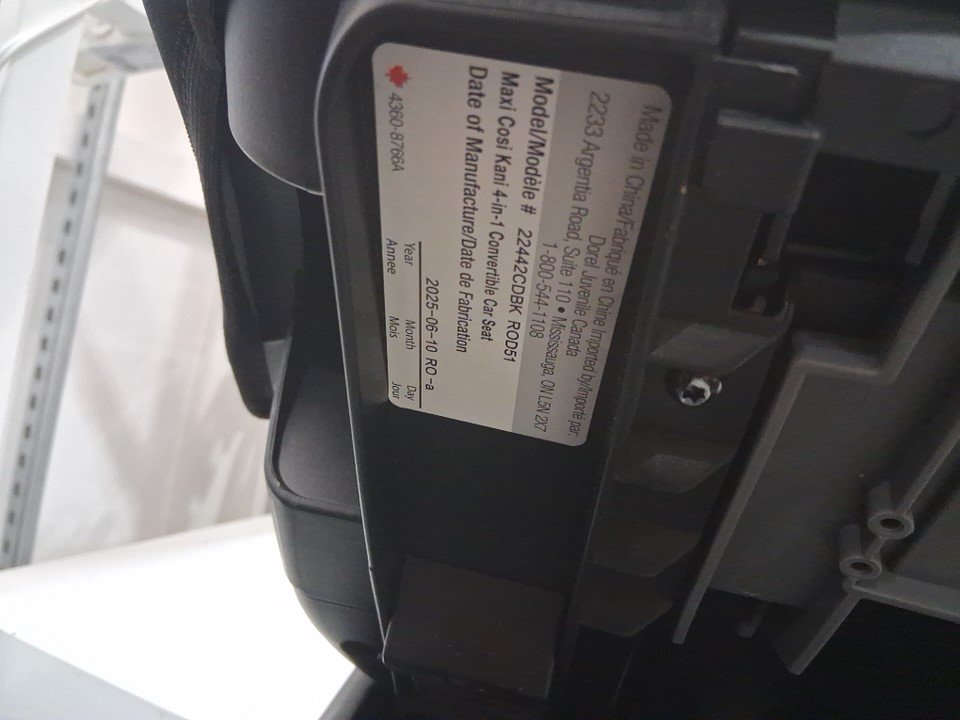 Made in China/Fabriqué en Chine Imported by/Importé par:
Dorel Juvenile Canada
2233 Argentia Road, Suite 110 • Mississauga, ON L5N 2X7
1-800-544-1108
Model/Modèle # 22442CDBK ROD51
Maxi Cosi Kani 4-in-1 Convertible Car Seat
Date of Manufacture/Date de Fabrication
2025-06-10 RO-a
Year Month Day
Annee Mois Jour
4360-8766A